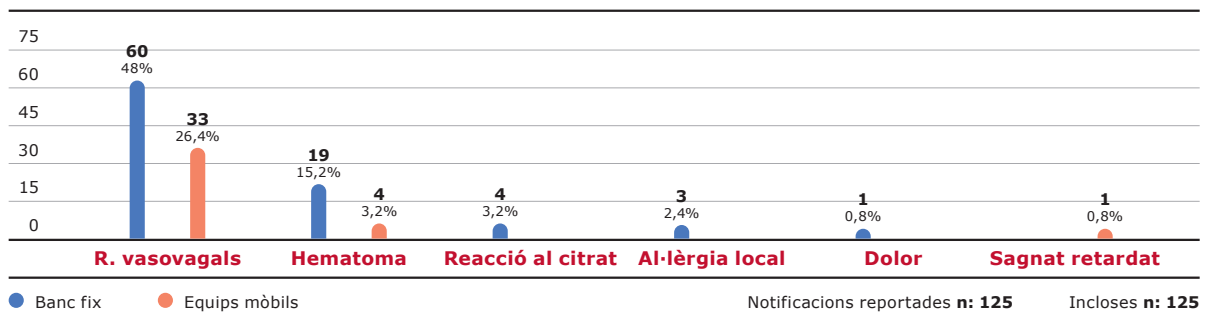 75
60
45
30
15
0
60
48%
33
26,4%
19
15,2%
4
3,2%
4
3,2%
3
2,4%
1
0,8%
1
0,8%
R. vasovagals
Hematoma
Reacció al citrat
Al·lèrgia local
Dolor
Sagnat retardat
Banc fix
Equips mòbils
Notificacions reportades n: 125
Incloses n: 125